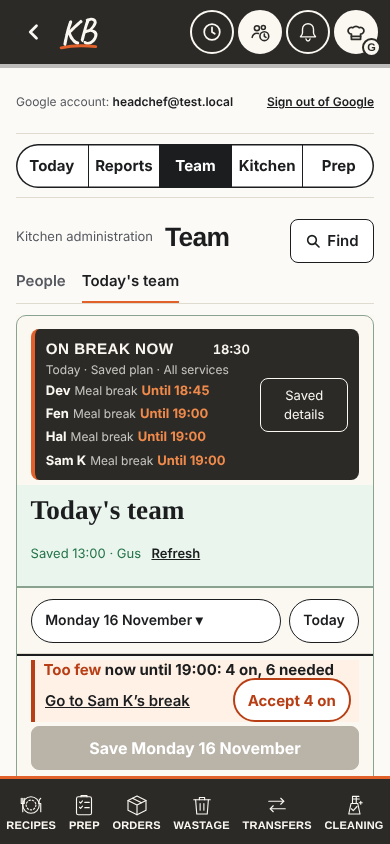 KB
G
Google account: headchef@test.local Sign out of Google
Today Reports Team Kitchen Prep
Kitchen administration Team Find
People Today's team
ON BREAK NOW 18:30
Today · Saved plan · All services
Dev Meal break Until 18:45
Fen Meal break Until 19:00
Hal Meal break Until 19:00
Sam K Meal break Until 19:00
Saved
details
Today's team
Saved 13:00 · Gus Refresh
Monday 16 November ▾ Today
Too few now until 19:00: 4 on, 6 needed
Go to Sam K’s break Accept 4 on
Save Monday 16 November
RECIPES PREP ORDERS WASTAGE TRANSFERS CLEANING